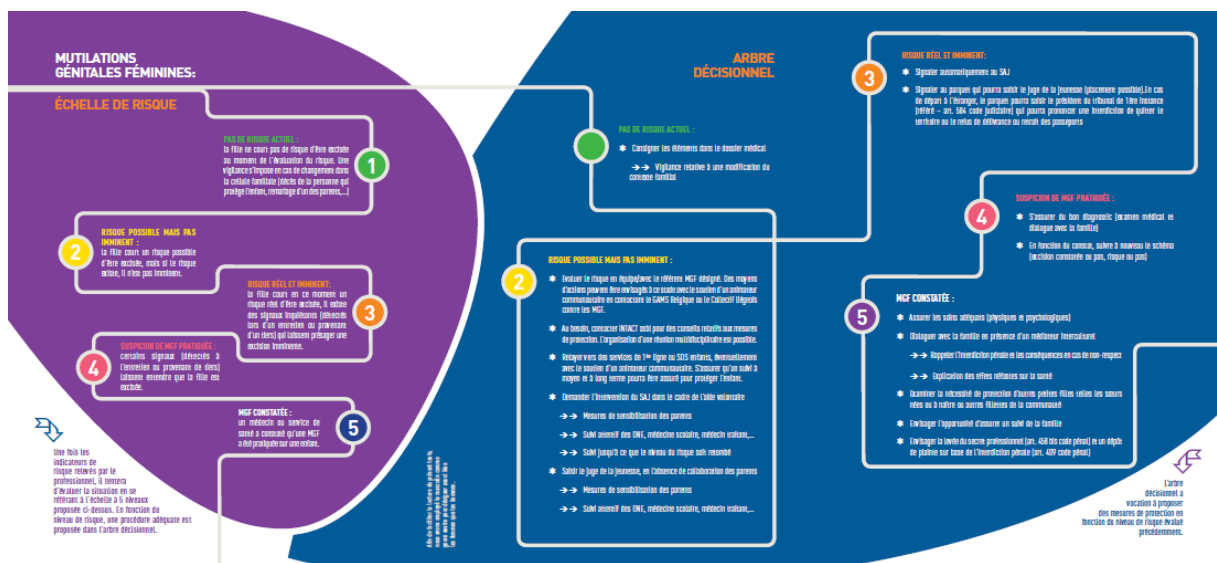 MUTILATIONS
GÉNITALES FÉMININES:
ÉCHELLE DE RISQUE
PAS DE RISQUE ACTUEL :
la fille ne court pas de risque d'être excisée
au moment de l'évaluation du risque. Une
vigilance s'impose en cas de changement dans
la cellule familiale (décès de la personne qui
protège l'enfant, remariage d'un des parents,...)
1
RISQUE POSSIBLE MAIS PAS
IMMINENT :
la fille court un risque possible
d'être excisée, mais si le risque
existe, il n'est pas imminent.
2
RISQUE RÉEL ET IMMINENT:
la fille court en ce moment un
risque réel d'être excisée, il existe
des signaux inquiétants (détectés
lors d'un entretien ou provenant
d'un tiers) qui laissent présager une
excision imminente.
3
SUSPICION DE MGF PRATIQUÉE :
certains signaux (détectés à
l'entretien ou provenant de tiers)
laissent entendre que la fille est
excisée.
4
MGF CONSTATÉE :
un médecin ou service de
santé a constaté qu'une MGF
a été pratiquée sur une enfant.
5
Une fois les
indicateurs de
risque relevés par le
professionnel, il tentera
d'évaluer la situation en se
référant à l'échelle à 5 niveaux
proposée ci-dessus. En fonction du
niveau de risque, une procédure adéquate est
proposée dans l'arbre décisionnel.
ARBRE
DÉCISIONNEL
PAS DE RISQUE ACTUEL :
✱ Consigner les éléments dans le dossier médical
→→ Vigilance relative à une modification du
contexte familial
RISQUE POSSIBLE MAIS PAS IMMINENT :
2
✱ Evaluer le risque en équipe/avec le référent MGF désigné. Des moyens
d'actions peuvent être envisagés à ce stade avec le soutien d'un animateur
communautaire en contactant le GAMS Belgique ou le Collectif Liégeois
contre les MGF.
✱ Au besoin, contacter INTACT asbl pour des conseils relatifs aux mesures
de protection. L'organisation d'une réunion multidisciplinaire est possible.
✱ Relayer vers des services de 1ère ligne ou SOS enfants, éventuellement
avec le soutien d'un animateur communautaire. S'assurer qu'un suivi à
moyen et à long terme pourra être assuré pour protéger l'enfant.
✱ Demander l'intervention du SAJ dans le cadre de l'aide volontaire
→→ Mesures de sensibilisation des parents
→→ Suivi attentif des ONE, médecine scolaire, médecin traitant,...
→→ Suivi jusqu'à ce que le niveau du risque soit retombé
✱ Saisir le juge de la jeunesse, en l'absence de collaboration des parents
→→ Mesures de sensibilisation des parents
→→ Suivi attentif des ONE, médecine scolaire, médecin traitant,...
RISQUE RÉEL ET IMMINENT:
3
✱ Signaler automatiquement au SAJ
✱ Signaler au parquet qui pourra saisir le juge de la jeunesse (placement possible).En cas
de départ à l'étranger, le parquet pourra saisir le président du tribunal de 1ère instance
(référé – art. 584 code judiciaire) qui pourra prononcer une interdiction de quitter le
territoire ou le refus de délivrance ou retrait des passeports
SUSPICION DE MGF PRATIQUÉE :
4
✱ S'assurer du bon diagnostic (examen médical et
dialogue avec la famille)
✱ En fonction du constat, suivre à nouveau le schéma
(excision constatée ou pas, risque ou pas)
MGF CONSTATÉE :
5
✱ Assurer les soins adéquats (physiques et psychologiques)
✱ Dialoguer avec la famille en présence d'un médiateur interculturel
→→ Rappeler l'interdiction pénale et les conséquences en cas de non-respect
→→ Explication des effets néfastes sur la santé
✱ Examiner la nécessité de protection d'autres petites filles telles les sœurs
nées ou à naître ou autres fillettes de la communauté
✱ Envisager l'opportunité d'assurer un suivi de la famille
✱ Envisager la levée du secret professionnel (art. 458 bis code pénal) et un dépôt
de plainte sur base de l'interdiction pénale (art. 409 code pénal)
L'arbre
décisionnel a
vocation à proposer
des mesures de protection en
fonction du niveau de risque évalué
précédemment.